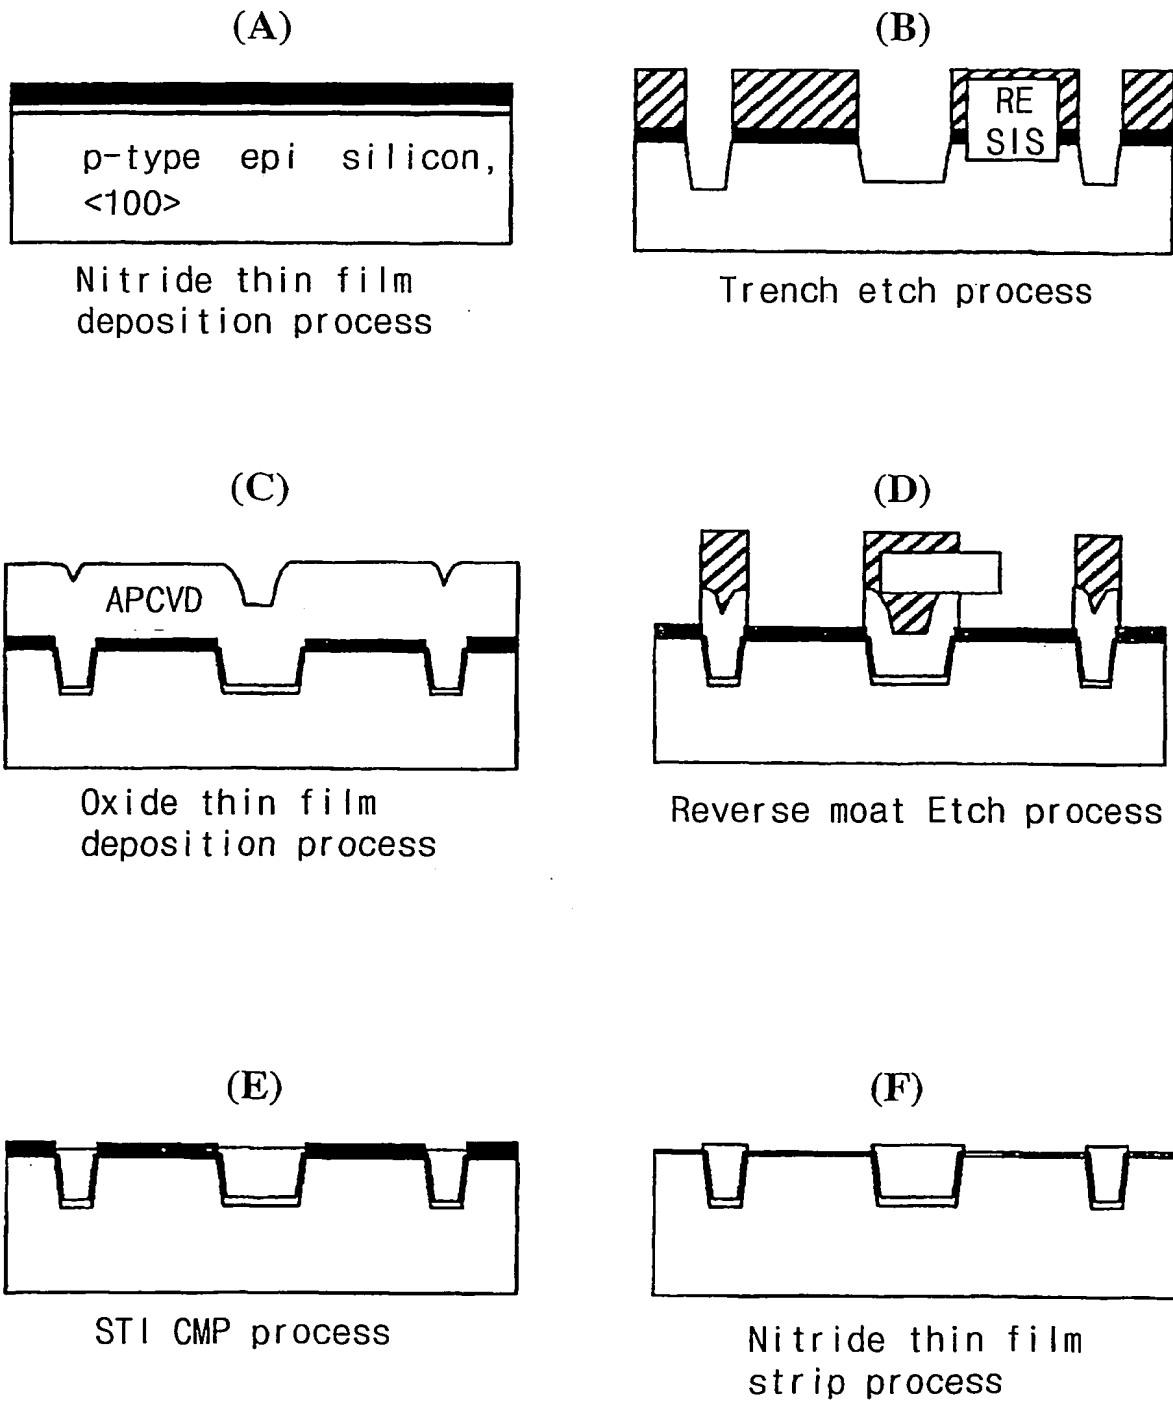 (A)
p-type epi silicon,
<100>
Nitride thin film
deposition process
(B)
RE
SIS
Trench etch process
(C)
APCVD
Oxide thin film
deposition process
(D)
Reverse moat Etch process
(E)
STI CMP process
(F)
Nitride thin film
strip process